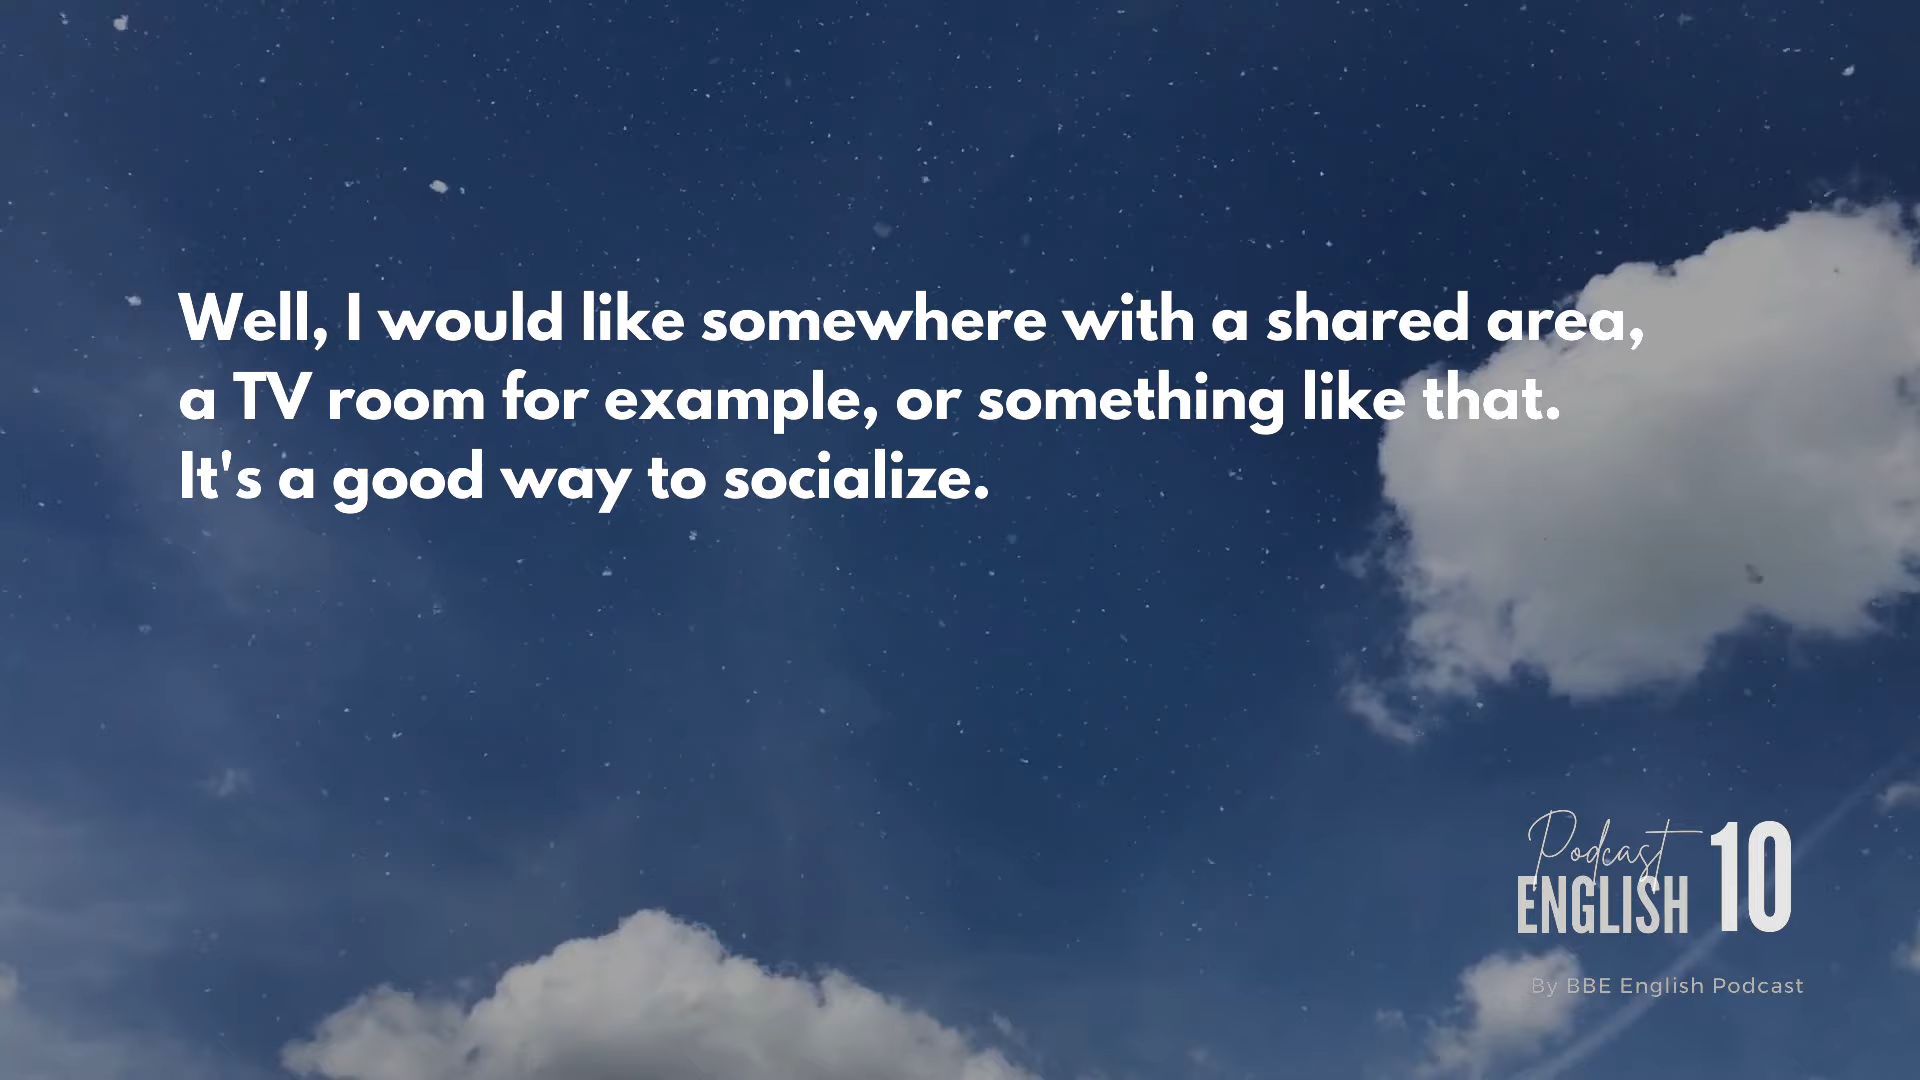 Well, I would like somewhere with a shared area,
a TV room for example, or something like that.
It's a good way to socialize.
Podcast
ENGLISH 10
By BBE English Podcast